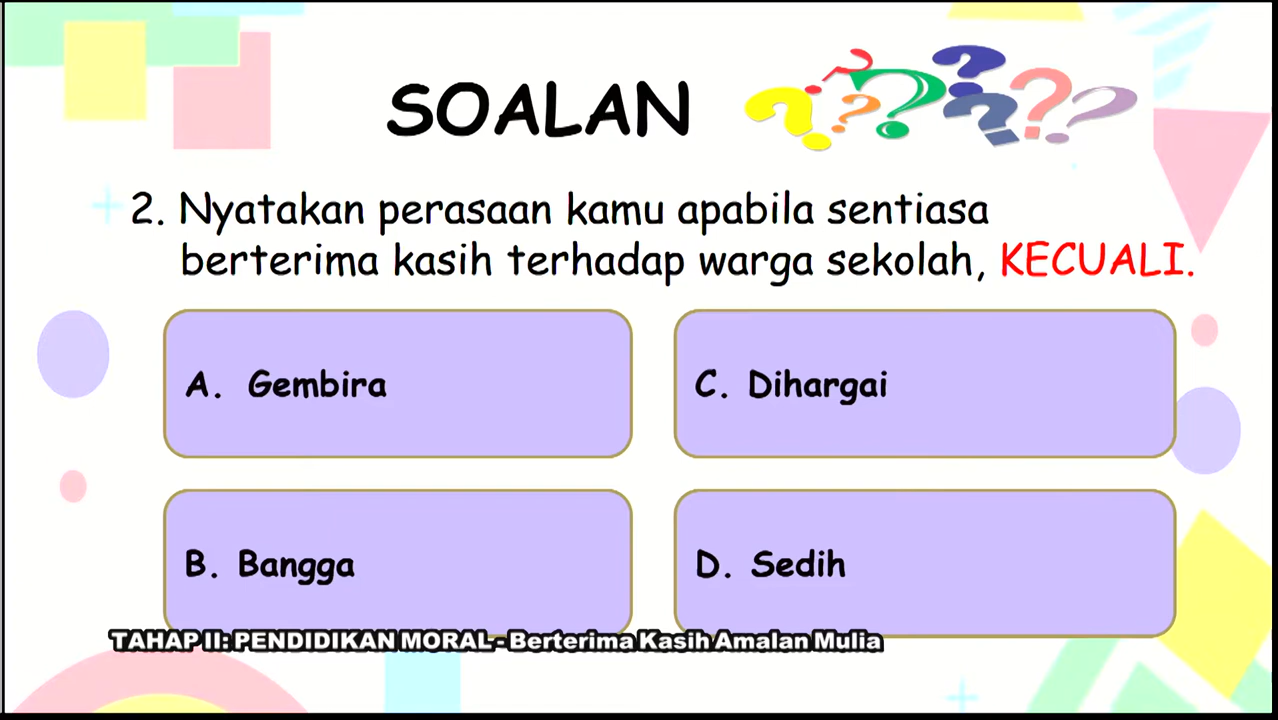 SOALAN
2. Nyatakan perasaan kamu apabila sentiasa
berterima kasih terhadap warga sekolah, KECUALI.
A. Gembira
C. Dihargai
B. Bangga
D. Sedih
TAHAP II: PENDIDIKAN MORAL - Berterima Kasih Amalan Mulia